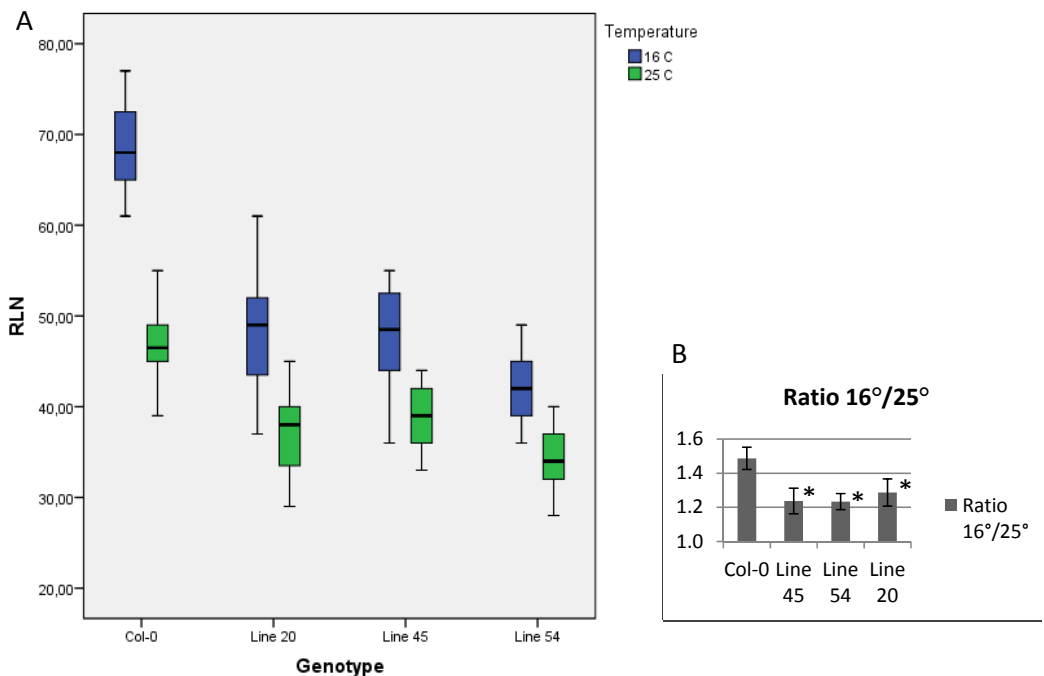 A
Temperature
16 C
25 C
80,00
70,00
60,00
50,00
40,00
30,00
20,00
RLN
Col-0 Line 20 Line 45 Line 54
Genotype
B
Ratio 16°/25°
1.6
1.4
1.2
1.0
* * *
Col-0 Line Line Line
45 54 20
Ratio
16°/25°